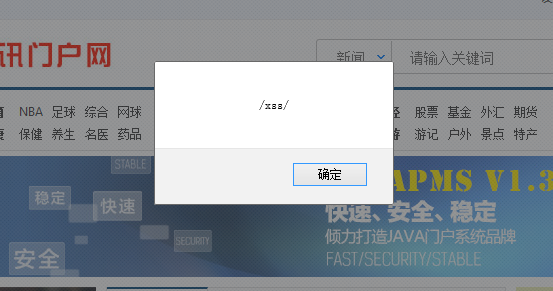 讯门户网
新闻 请输入关键词
NBA 足球 综合 网球
股票 基金 外汇 期货
保健 养生 名医 药品
游记 户外 景点 特产
/xss/
确定
STABLE
稳定
快速
SECURITY
安全
APMS V1.3
快速、安全、稳定
倾力打造JAVA门户系统品牌
FAST/SECURITY/STABLE